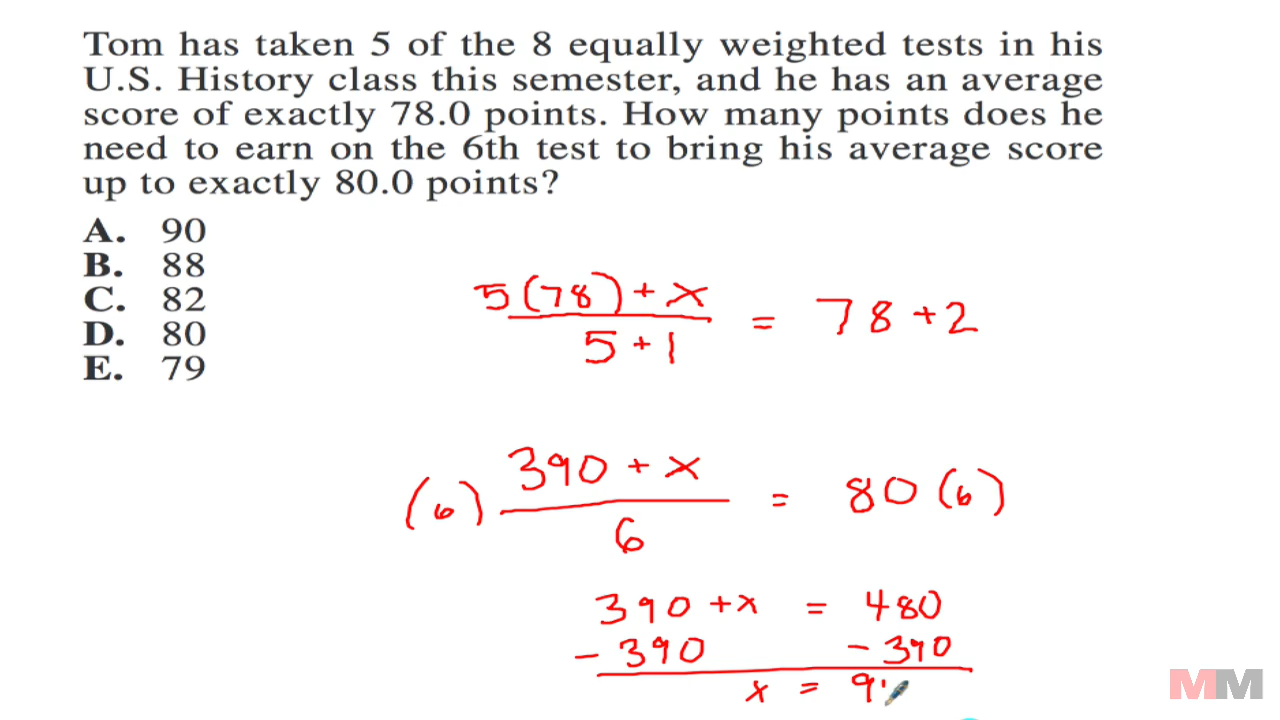 Tom has taken 5 of the 8 equally weighted tests in his
U.S. History class this semester, and he has an average
score of exactly 78.0 points. How many points does he
need to earn on the 6th test to bring his average score
up to exactly 80.0 points?
A. 90
B. 88
C. 82
D. 80
E. 79
5(78) + x
5 + 1
= 78 + 2
(6) 390 + x
6
= 80 (6)
390 + x = 480
- 390 - 390
x = 9
MM